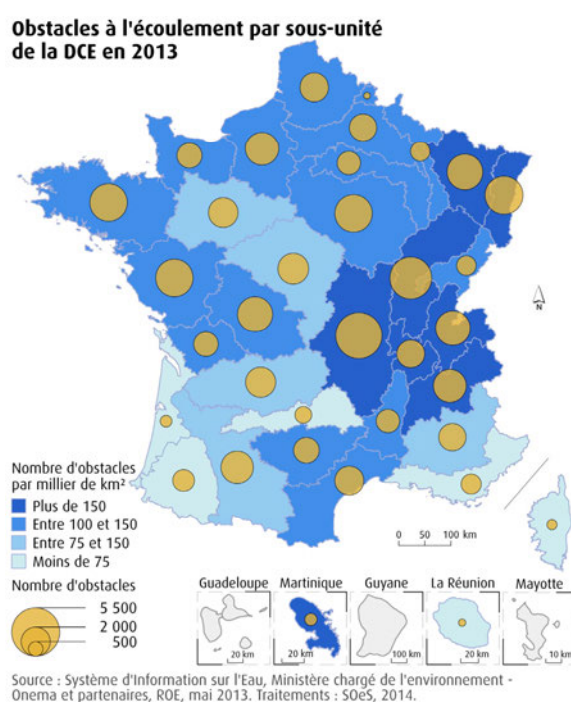 Obstacles à l'écoulement par sous-unité
de la DCE en 2013
N
Nombre d'obstacles
par millier de km²
Plus de 150
Entre 100 et 150
Entre 75 et 150
Moins de 75
0 50 100 km
Nombre d'obstacles
5 500
2 000
500
Guadeloupe
Martinique
Guyane
La Réunion
Mayotte
20 km
20 km
100 km
20 km
10 km
Source : Système d'Information sur l'Eau, Ministère chargé de l'environnement -
Onema et partenaires, ROE, mai 2013. Traitements : SOeS, 2014.